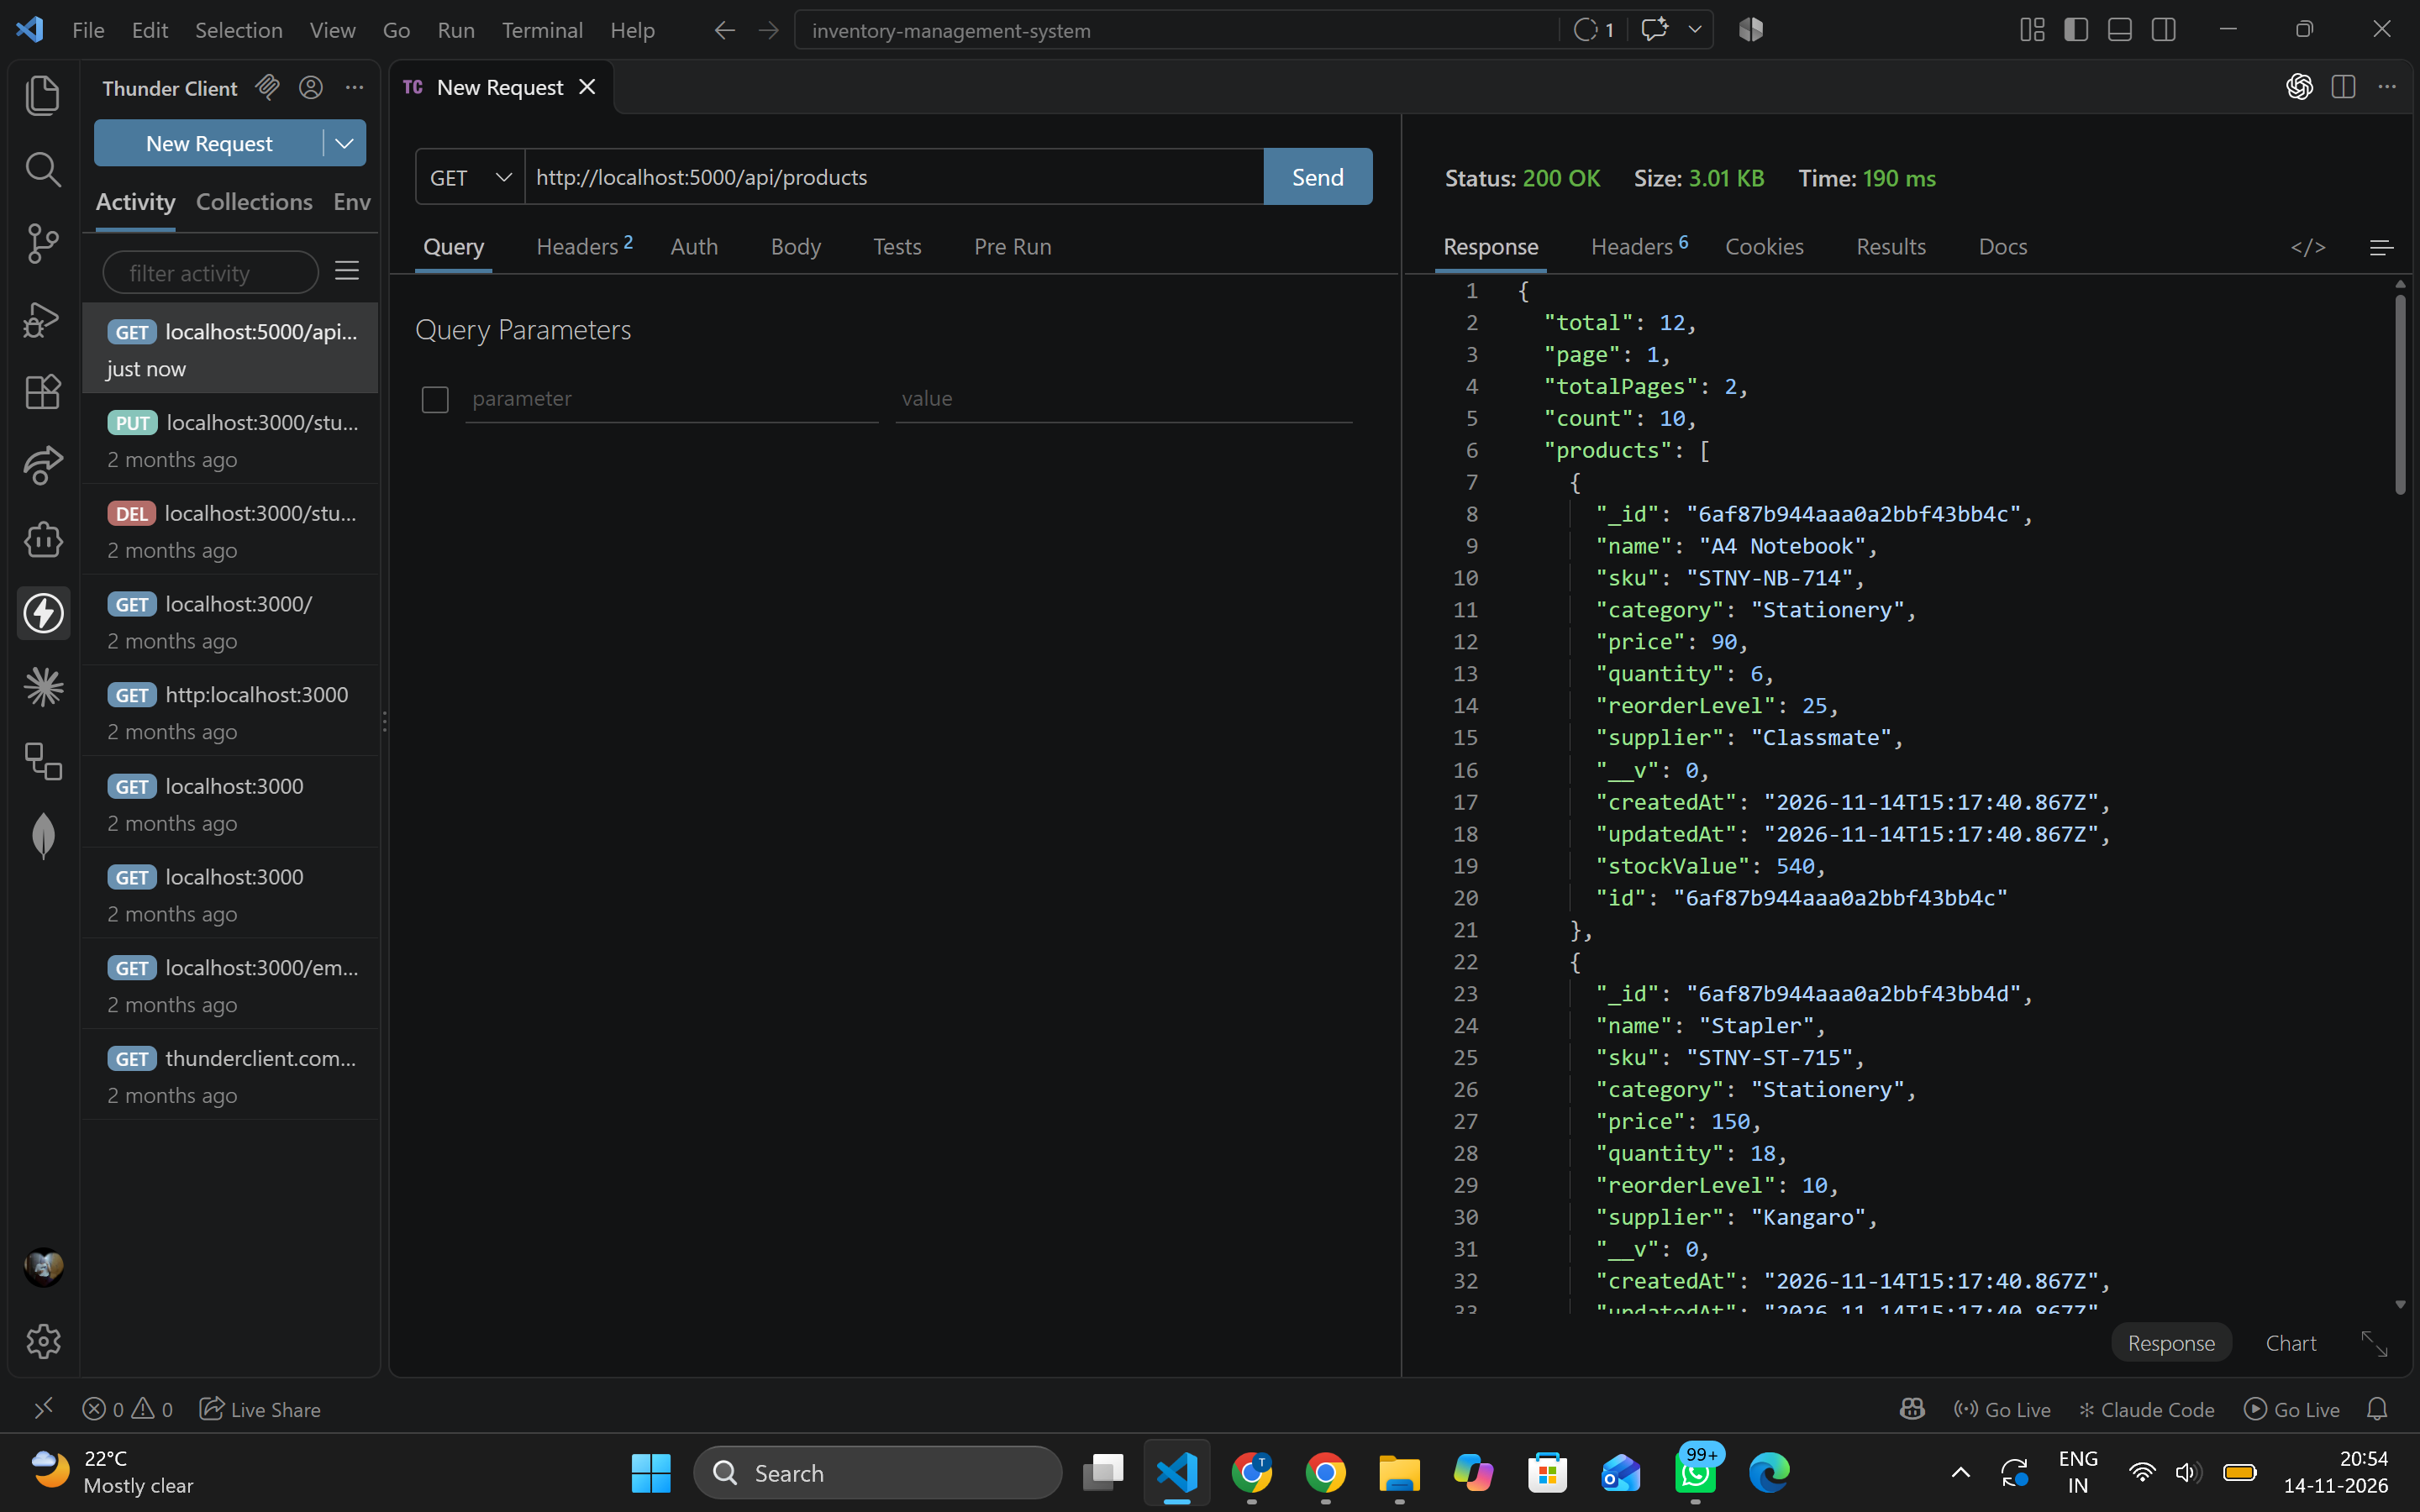 File Edit Selection View Go Run Terminal Help inventory-management-system 1
Thunder Client
New Request
Activity Collections Env
filter activity
GET localhost:5000/api...
just now
PUT localhost:3000/stu...
2 months ago
DEL localhost:3000/stu...
2 months ago
GET localhost:3000/
2 months ago
GET http:localhost:3000
2 months ago
GET localhost:3000
2 months ago
GET localhost:3000
2 months ago
GET localhost:3000/em...
2 months ago
GET thunderclient.com...
2 months ago
TC New Request
GET http://localhost:5000/api/products Send
Query Headers 2 Auth Body Tests Pre Run
Query Parameters
parameter value
Status: 200 OK Size: 3.01 KB Time: 190 ms
Response Headers 6 Cookies Results Docs </>
1 {
2 "total": 12,
3 "page": 1,
4 "totalPages": 2,
5 "count": 10,
6 "products": [
7 {
8 "_id": "6af87b944aaa0a2bbf43bb4c",
9 "name": "A4 Notebook",
10 "sku": "STNY-NB-714",
11 "category": "Stationery",
12 "price": 90,
13 "quantity": 6,
14 "reorderLevel": 25,
15 "supplier": "Classmate",
16 "__v": 0,
17 "createdAt": "2026-11-14T15:17:40.867Z",
18 "updatedAt": "2026-11-14T15:17:40.867Z",
19 "stockValue": 540,
20 "id": "6af87b944aaa0a2bbf43bb4c"
21 },
22 {
23 "_id": "6af87b944aaa0a2bbf43bb4d",
24 "name": "Stapler",
25 "sku": "STNY-ST-715",
26 "category": "Stationery",
27 "price": 150,
28 "quantity": 18,
29 "reorderLevel": 10,
30 "supplier": "Kangaro",
31 "__v": 0,
32 "createdAt": "2026-11-14T15:17:40.867Z",
33 "updatedAt": "2026-11-14T15:17:40.867Z"
Response Chart
0 0 Live Share Go Live Claude Code Go Live
22°C
Mostly clear
Search
T
99+
ENG
IN
20:54
14-11-2026